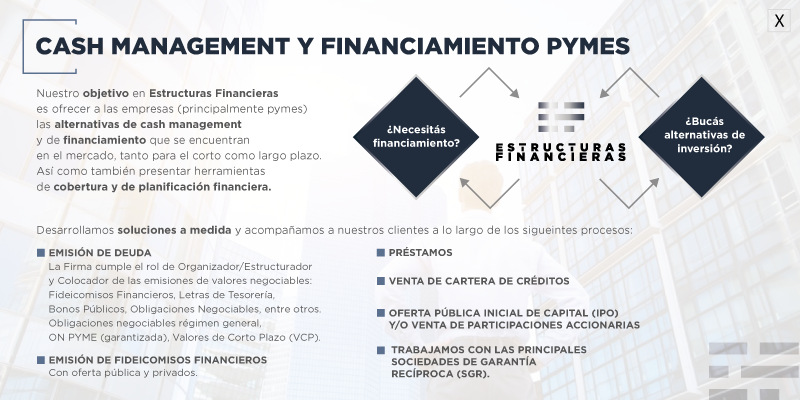 X
CASH MANAGEMENT Y FINANCIAMIENTO PYMES
Nuestro objetivo en Estructuras Financieras
es ofrecer a las empresas (principalmente pymes)
las alternativas de cash management
y de financiamiento que se encuentran
en el mercado, tanto para el corto como largo plazo.
Así como también presentar herramientas
de cobertura y de planificación financiera.
¿Necesitás
financiamiento?
ESTRUCTURAS
FINANCIERAS
¿Bucás
alternativas de
inversión?
Desarrollamos soluciones a medida y acompañamos a nuestros clientes a lo largo de los sigueintes procesos:
EMISIÓN DE DEUDA
La Firma cumple el rol de Organizador/Estructurador
y Colocador de las emisiones de valores negociables:
Fideicomisos Financieros, Letras de Tesorería,
Bonos Públicos, Obligaciones Negociables, entre otros.
Obligaciones negociables régimen general,
ON PYME (garantizada), Valores de Corto Plazo (VCP).
EMISIÓN DE FIDEICOMISOS FINANCIEROS
Con oferta pública y privados.
PRÉSTAMOS
VENTA DE CARTERA DE CRÉDITOS
OFERTA PÚBLICA INICIAL DE CAPITAL (IPO)
Y/O VENTA DE PARTICIPACIONES ACCIONARIAS
TRABAJAMOS CON LAS PRINCIPALES
SOCIEDADES DE GARANTÍA
RECÍPROCA (SGR).